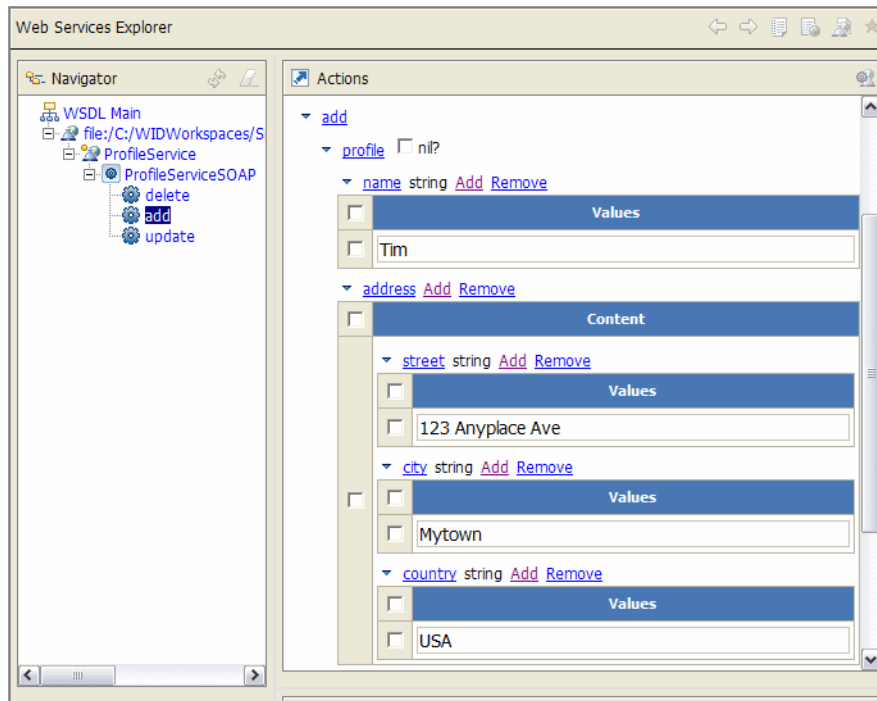 Web Services Explorer
Navigator
WSDL Main
file:/C:/WIDWorkspaces/S
ProfileService
ProfileServiceSOAP
delete
add
update
Actions
add
profile nil?
name string Add Remove
Values
Tim
address Add Remove
Content
street string Add Remove
Values
123 Anyplace Ave
city string Add Remove
Values
Mytown
country string Add Remove
Values
USA